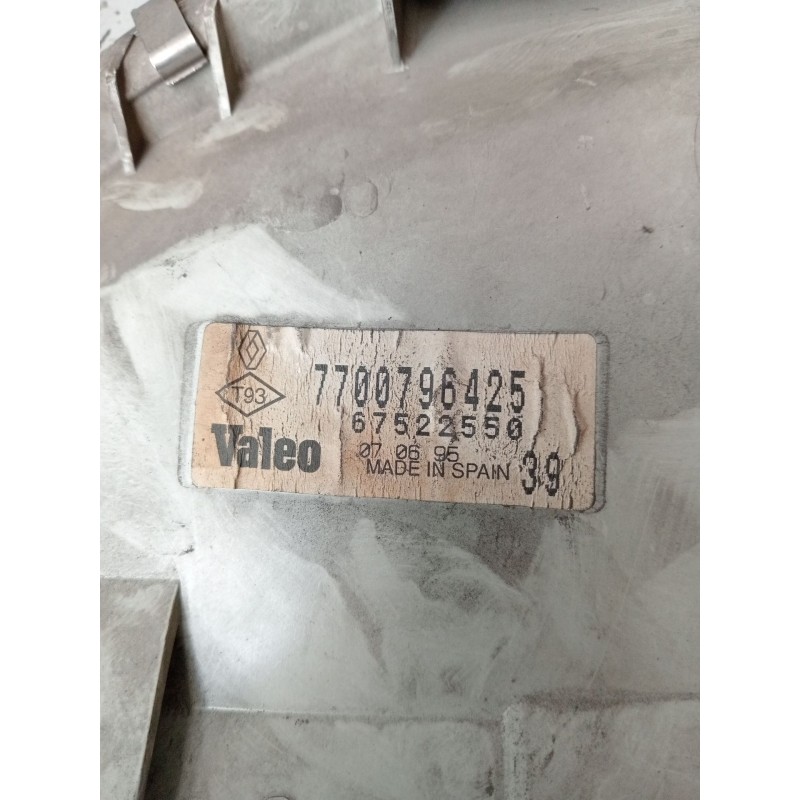 7700796425
T93
67522550
Valeo
07 06 95
MADE IN SPAIN 39